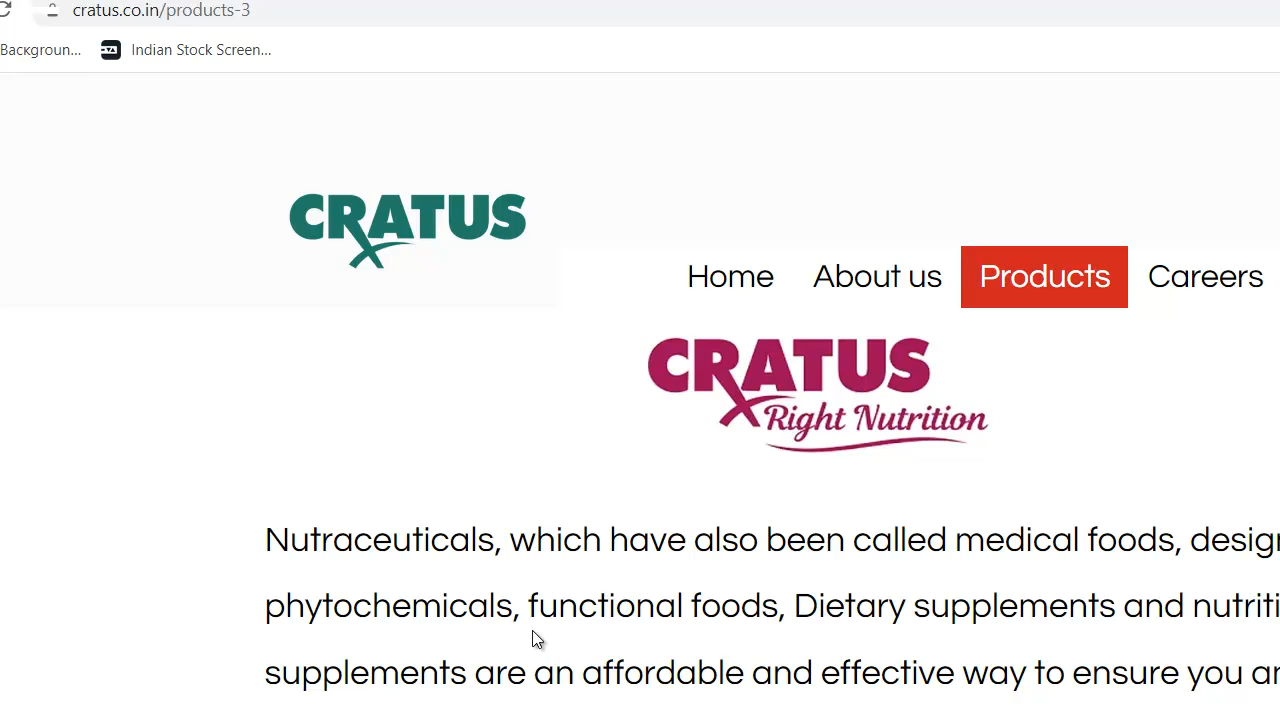 cratus.co.in/products-3
Backgroun... Indian Stock Screen...
CRATUS
Home About us Products Careers
CRATUS
Right Nutrition
Nutraceuticals, which have also been called medical foods, design
phytochemicals, functional foods, Dietary supplements and nutriti
supplements are an affordable and effective way to ensure you ar